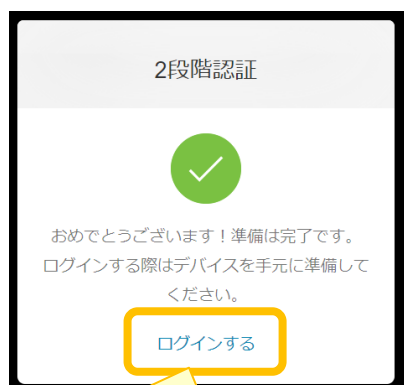 2段階認証
おめでとうございます！準備は完了です。
ログインする際はデバイスを手元に準備して
ください。
ログインする